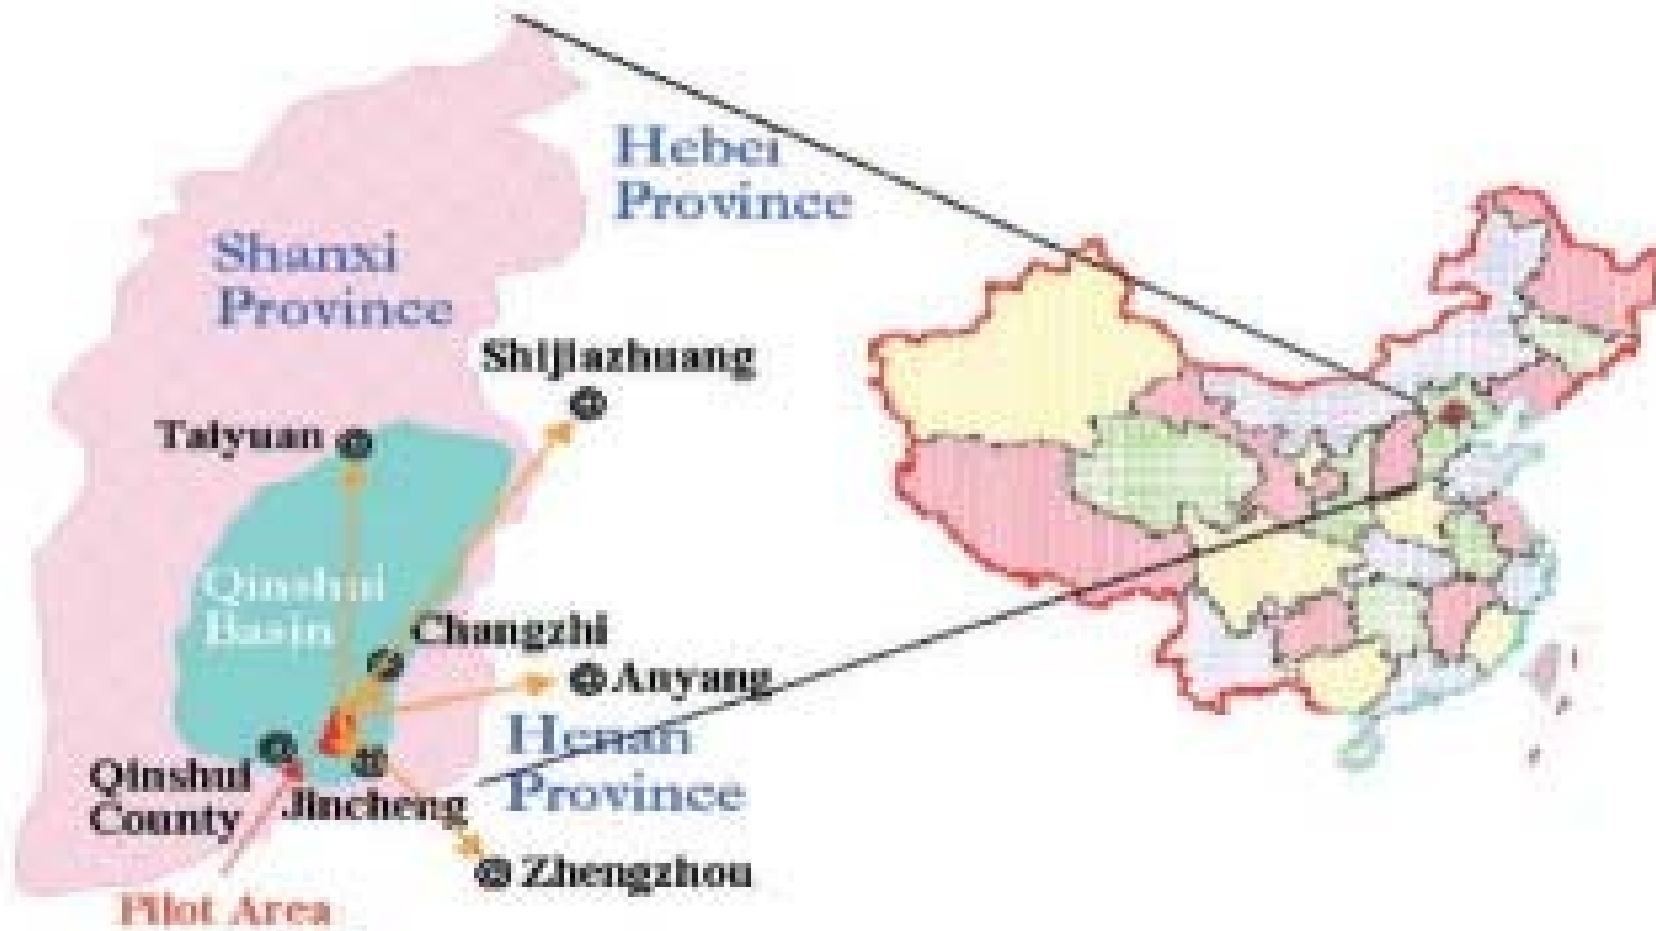 Hebei
Province
Shanxi
Province
Shijiazhuang
Taiyuan
Qinshui
Basin
Changzhi
Anyang
Henan
Province
Qinshui
County
Jincheng
Zhengzhou
Pilot Area